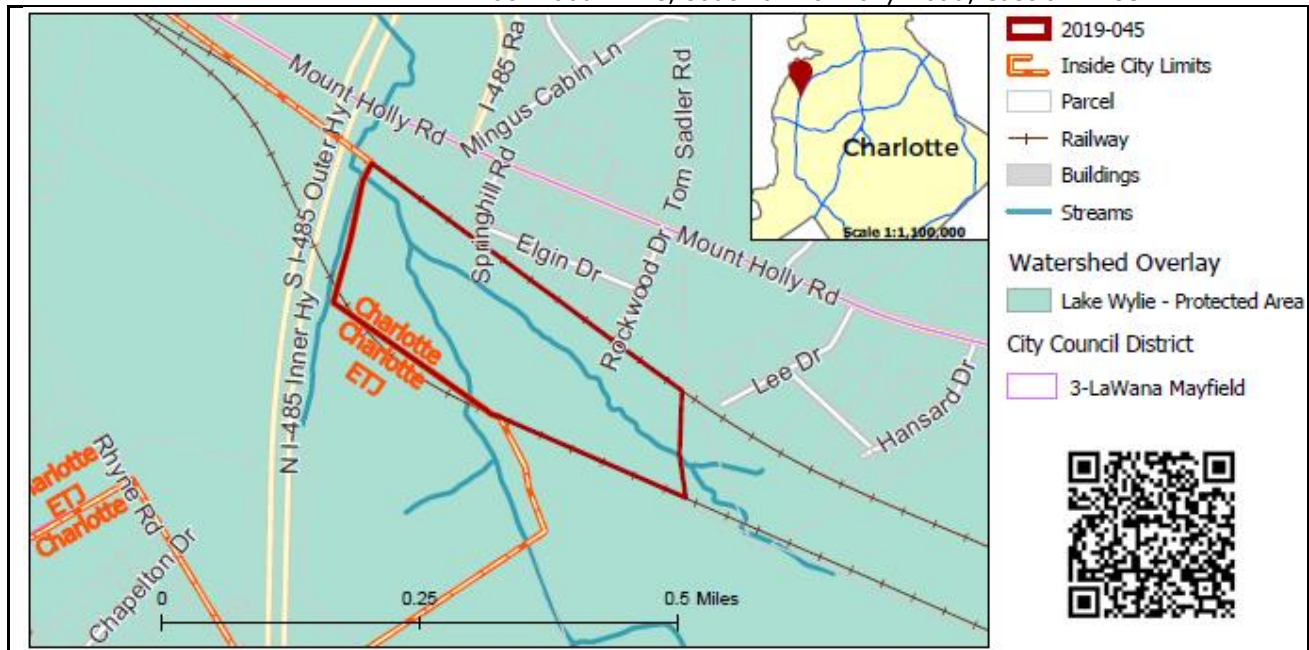 2019-045
Inside City Limits
Parcel
Railway
Buildings
Streams
Watershed Overlay
Lake Wylie - Protected Area
City Council District
3-LaWana Mayfield
Charlotte
Scale 1:1,100,000
Mount Holly Rd
I-485 Ra
Mingus Cabin Ln
Tom Sadler Rd
S I-485 Outer Hy
N I-485 Inner Hy
Springhill Rd
Elgin Dr
Rockwood Dr
Mount Holly Rd
Lee Dr
Hansard Dr
Charlotte
Charlotte
ETJ
Rhyne Rd
Charlotte
ETJ
Charlotte
Chapelton Dr
0 0.25 0.5 Miles